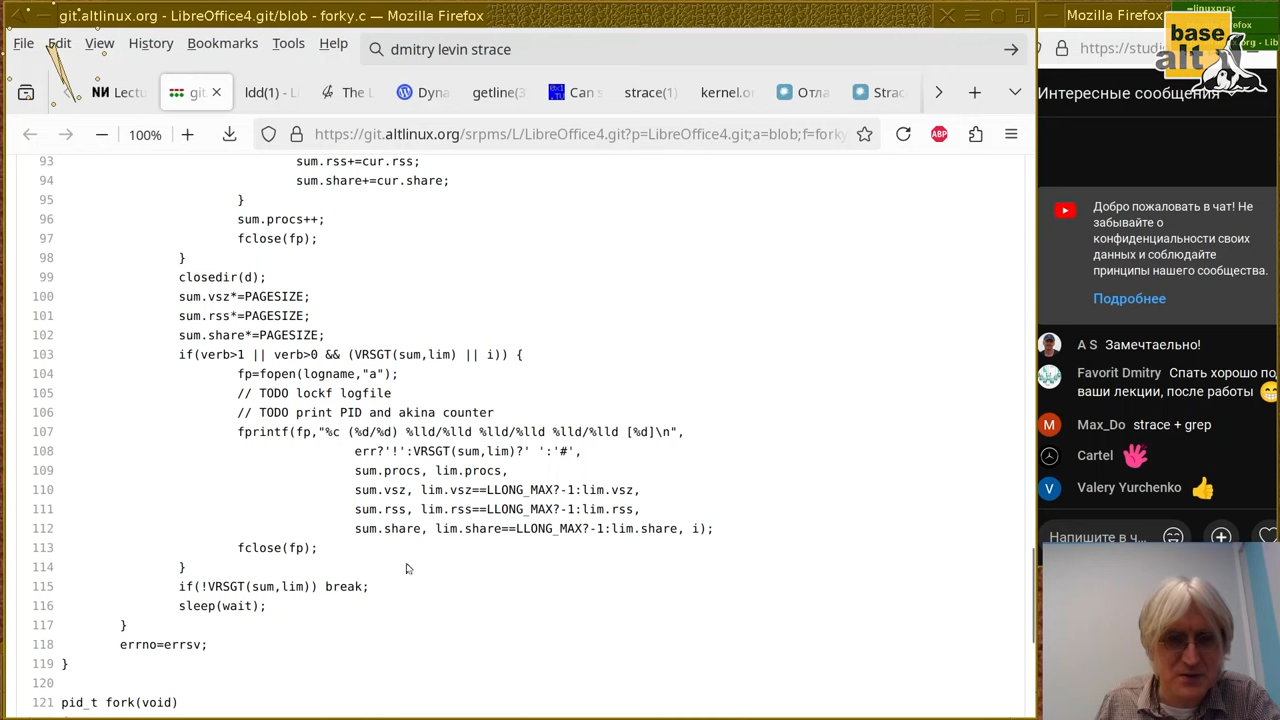 git.altlinux.org - LibreOffice4.git/blob - forky.c — Mozilla Firefox
Mozilla Firefox
linuxprac
File Edit View History Bookmarks Tools Help
dmitry levin strace
https://studi
base
alt
Lectu
git.
ldd(1) - Li
The L
Dyna
getline(3
Can s
strace(1)
kernel.o
Отла
Strac
Интересные сообщения
100%
https://git.altlinux.org/srpms/L/LibreOffice4.git?p=LibreOffice4.git;a=blob;f=forky
ABP
93 sum.rss+=cur.rss;
94 sum.share+=cur.share;
95 }
96 sum.procs++;
97 fclose(fp);
98 }
99 closedir(d);
100 sum.vsz*=PAGESIZE;
101 sum.rss*=PAGESIZE;
102 sum.share*=PAGESIZE;
103 if(verb>1 || verb>0 && (VRSGT(sum,lim) || i)) {
104 fp=fopen(logname,"a");
105 // TODO lockf logfile
106 // TODO print PID and akina counter
107 fprintf(fp,"%c (%d/%d) %lld/%lld %lld/%lld %lld/%lld [%d]\n",
108 err?'!':VRSGT(sum,lim)?' ':'#',
109 sum.procs, lim.procs,
110 sum.vsz, lim.vsz==LLONG_MAX?-1:lim.vsz,
111 sum.rss, lim.rss==LLONG_MAX?-1:lim.rss,
112 sum.share, lim.share==LLONG_MAX?-1:lim.share, i);
113 fclose(fp);
114 }
115 if(!VRSGT(sum,lim)) break;
116 sleep(wait);
117 }
118 errno=errsv;
119 }
120
121 pid_t fork(void)
Добро пожаловать в чат! Не
забывайте о
конфиденциальности своих
данных и соблюдайте
принципы нашего сообщества.
Подробнее
A S Замечтаельно!
Favorit Dmitry Спать хорошо по
ваши лекции, после работы
Max_Do strace + grep
Cartel
Valery Yurchenko
Напишите в ч...